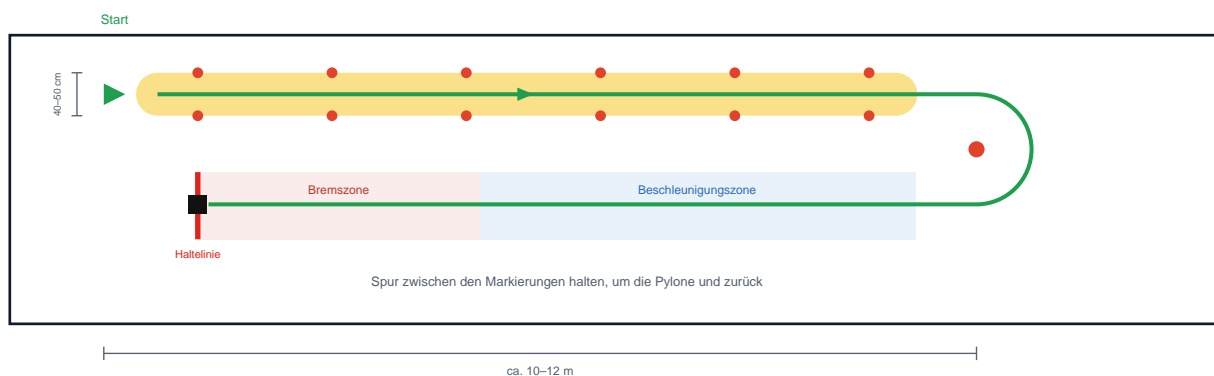 Start
40–50 cm
Bremszone
Beschleunigungszone
Haltelinie
Spur zwischen den Markierungen halten, um die Pylone und zurück
ca. 10–12 m